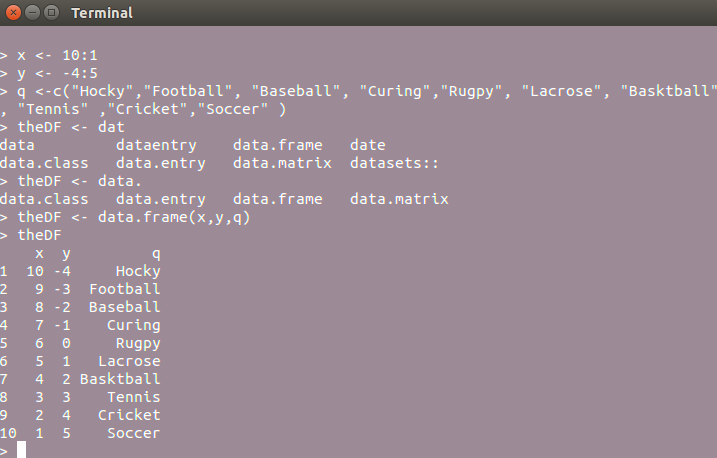 Terminal
> x <- 10:1
> y <- -4:5
> q <-c("Hocky","Football", "Baseball", "Curing","Rugpy", "Lacrose", "Basktball"
, "Tennis" ,"Cricket","Soccer" )
> theDF <- dat
data         dataentry    data.frame   date
data.class   data.entry   data.matrix  datasets::
> theDF <- data.
data.class   data.entry   data.frame   data.matrix
> theDF <- data.frame(x,y,q)
> theDF
    x  y         q
1  10 -4     Hocky
2   9 -3  Football
3   8 -2  Baseball
4   7 -1    Curing
5   6  0     Rugpy
6   5  1   Lacrose
7   4  2 Basktball
8   3  3    Tennis
9   2  4   Cricket
10  1  5    Soccer
>